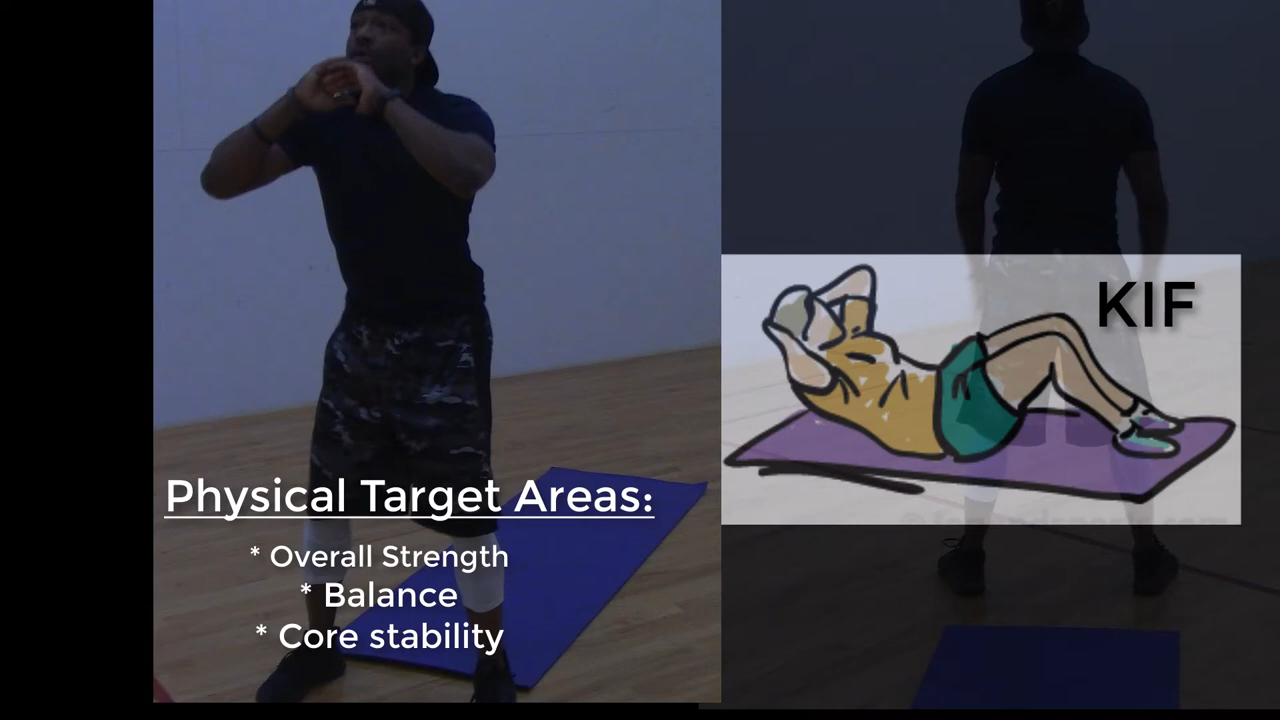 Physical Target Areas:
* Overall Strength
* Balance
* Core stability
KIF